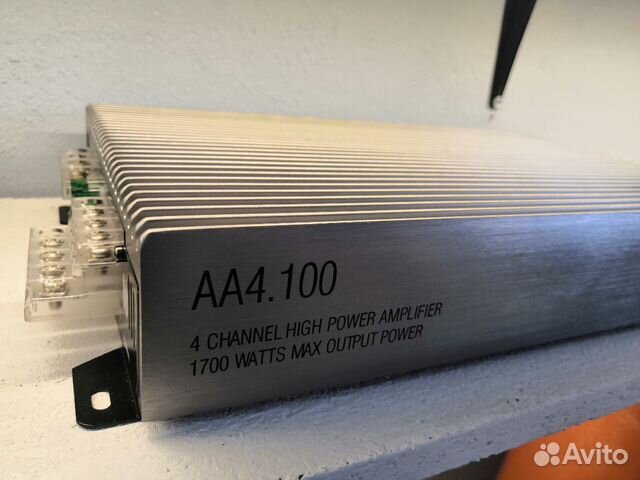 AA4.100
4 CHANNEL HIGH POWER AMPLIFIER
1700 WATTS MAX OUTPUT POWER
Avito